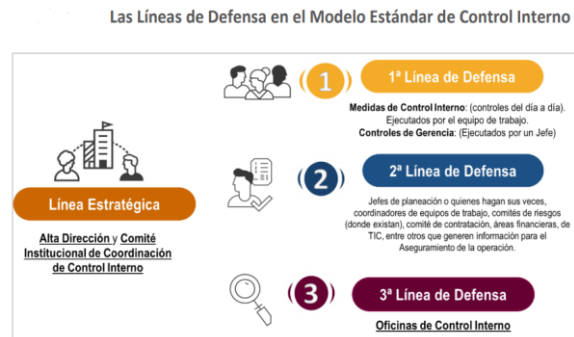 Las Líneas de Defensa en el Modelo Estándar de Control Interno
1
1ª Línea de Defensa
Medidas de Control Interno: (controles del día a día).
Ejecutados por el equipo de trabajo.
Controles de Gerencia: (Ejecutados por un Jefe)
Línea Estratégica
Alta Dirección y Comité
Institucional de Coordinación
de Control Interno
2
2ª Línea de Defensa
Jefes de planeación o quienes hagan sus veces,
coordinadores de equipos de trabajo, comités de riesgos
(donde existan), comité de contratación, áreas financieras, de
TIC, entre otros que generen información para el
Aseguramiento de la operación.
3
3ª Línea de Defensa
Oficinas de Control Interno